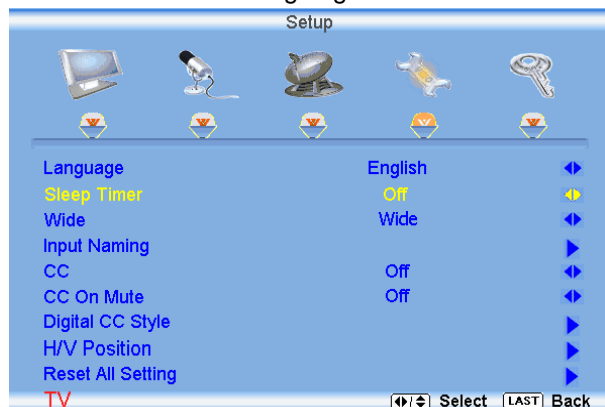 Setup
Language English
Sleep Timer Off
Wide Wide
Input Naming
CC Off
CC On Mute Off
Digital CC Style
H/V Position
Reset All Setting
TV Select LAST Back